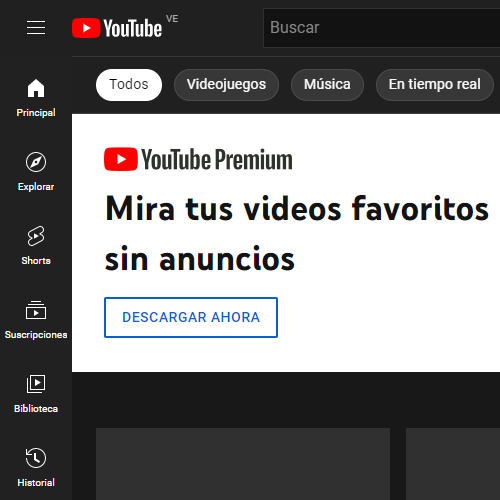 YouTube VE
Buscar
Todos Videojuegos Música En tiempo real
Principal
Explorar
Shorts
Suscripciones
Biblioteca
Historial
YouTube Premium
Mira tus videos favoritos
sin anuncios
DESCARGAR AHORA